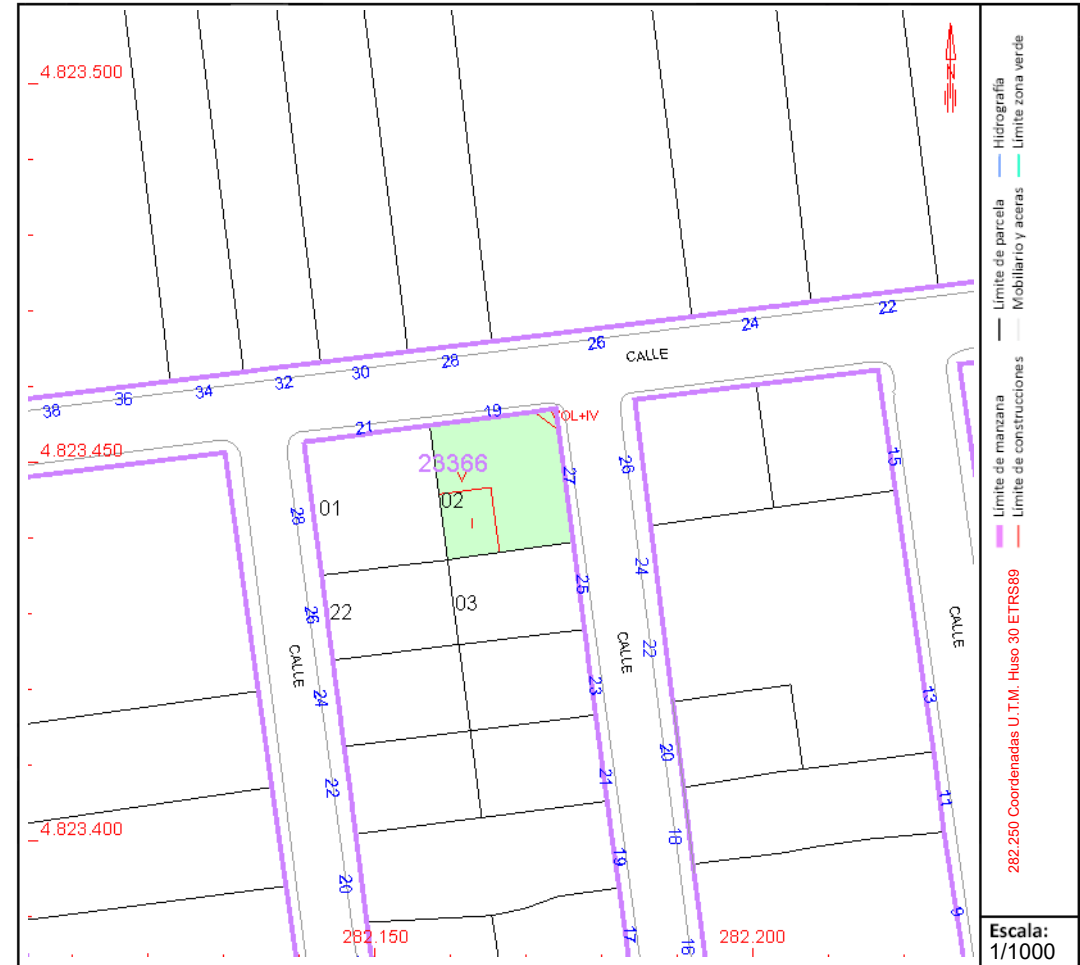 4.823.500
22
24
26
28
30
32
34
36
38
CALLE
19
OL+IV
21
4.823.450
23366
V
27
26
15
01
02
28
I
24
25
22
03
26
22
CALLE
CALLE
CALLE
24
23
13
20
22
21
11
4.823.400
18
19
20
9
282.150
282.200
17
16
N
Límite de manzana
Límite de parcela
Hidrografía
Límite de construcciones
Mobiliario y aceras
Límite zona verde
282.250 Coordenadas U.T.M. Huso 30 ETRS89
Escala:
1/1000